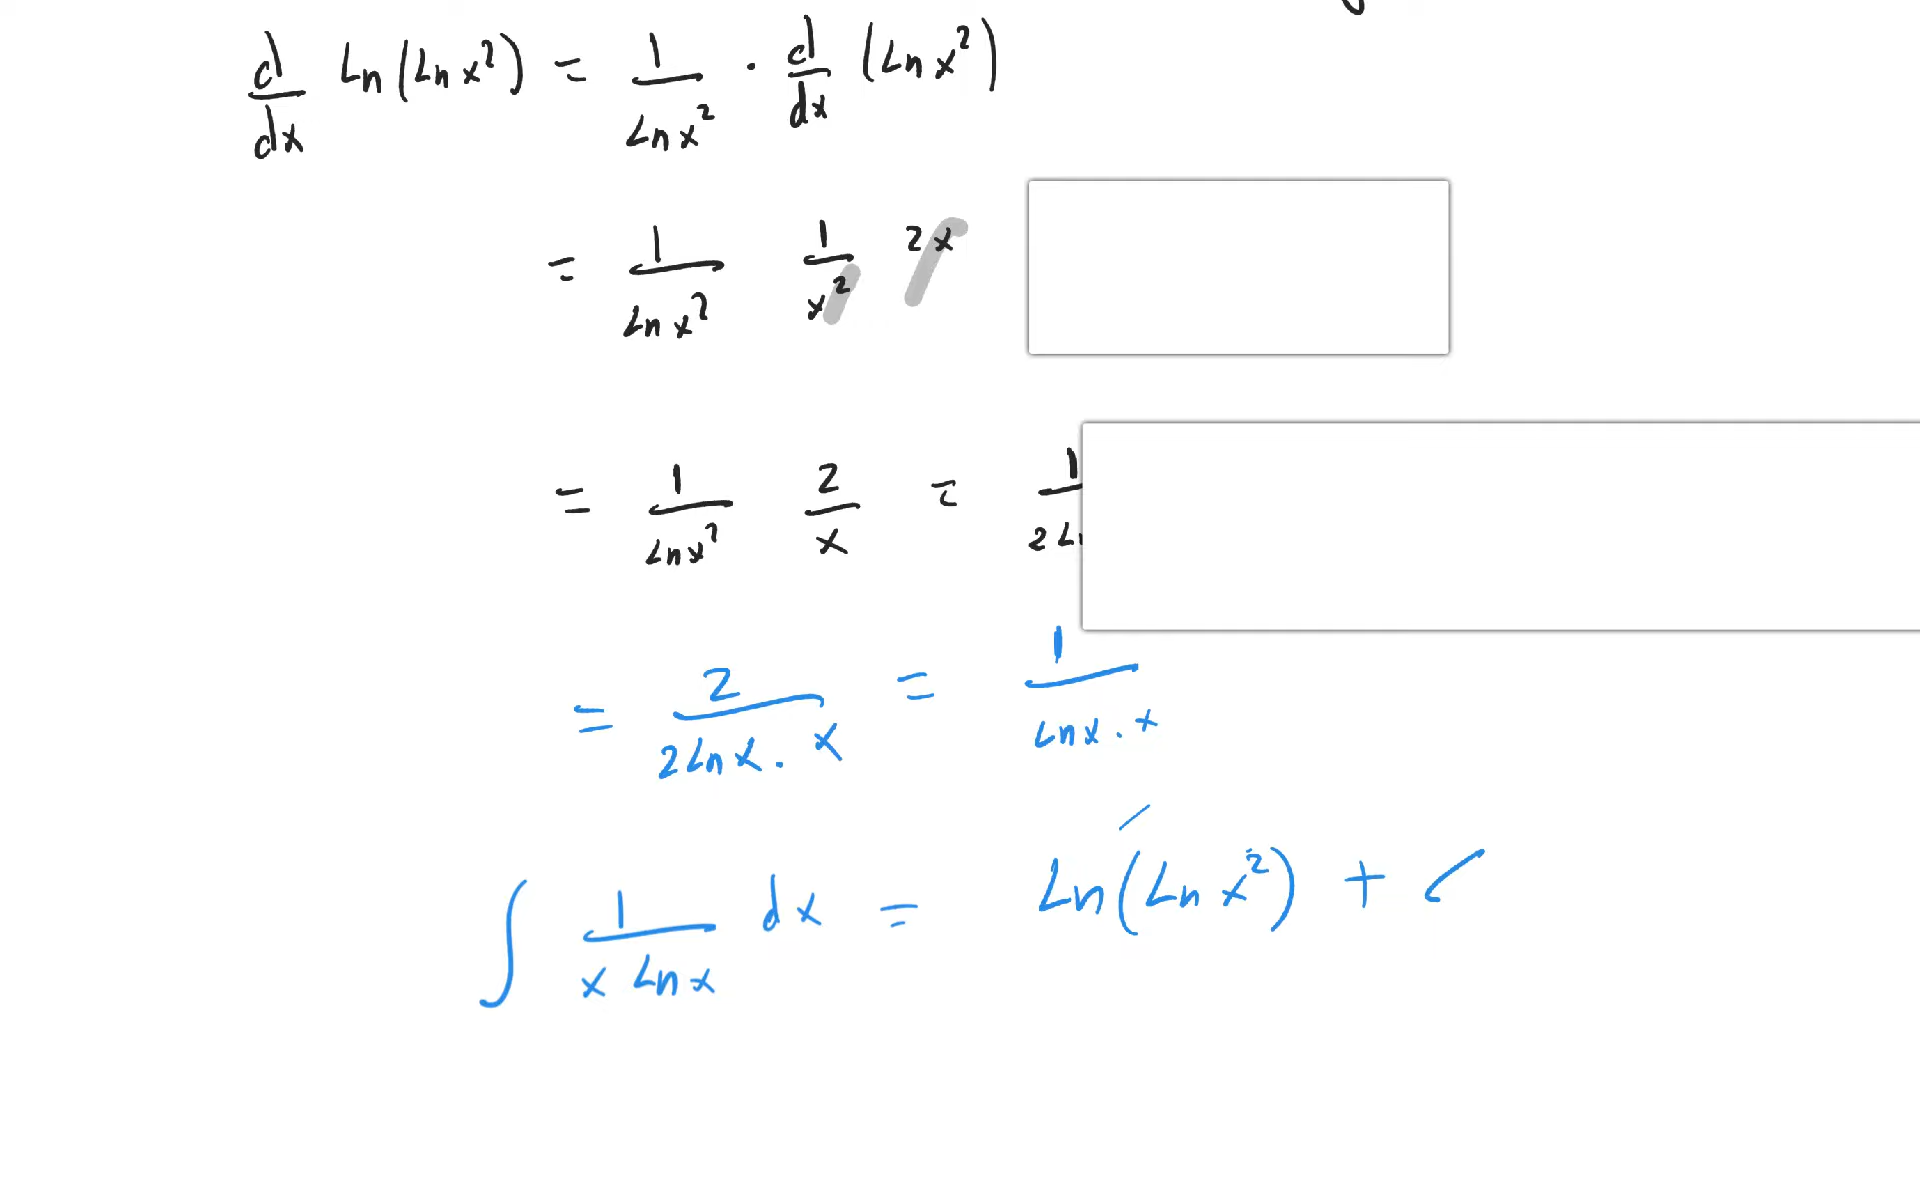 d/dx Ln(Ln x²) = 1/(Ln x²) · d/dx (Ln x²)
= 1/(Ln x²) 1/x² 2x
= 1/(Ln x²) 2/x = 1/2L
= 2/(2Ln x · x) = 1/(Ln x · x)
∫ 1/(x Ln x) dx = Ln(Ln x²) +